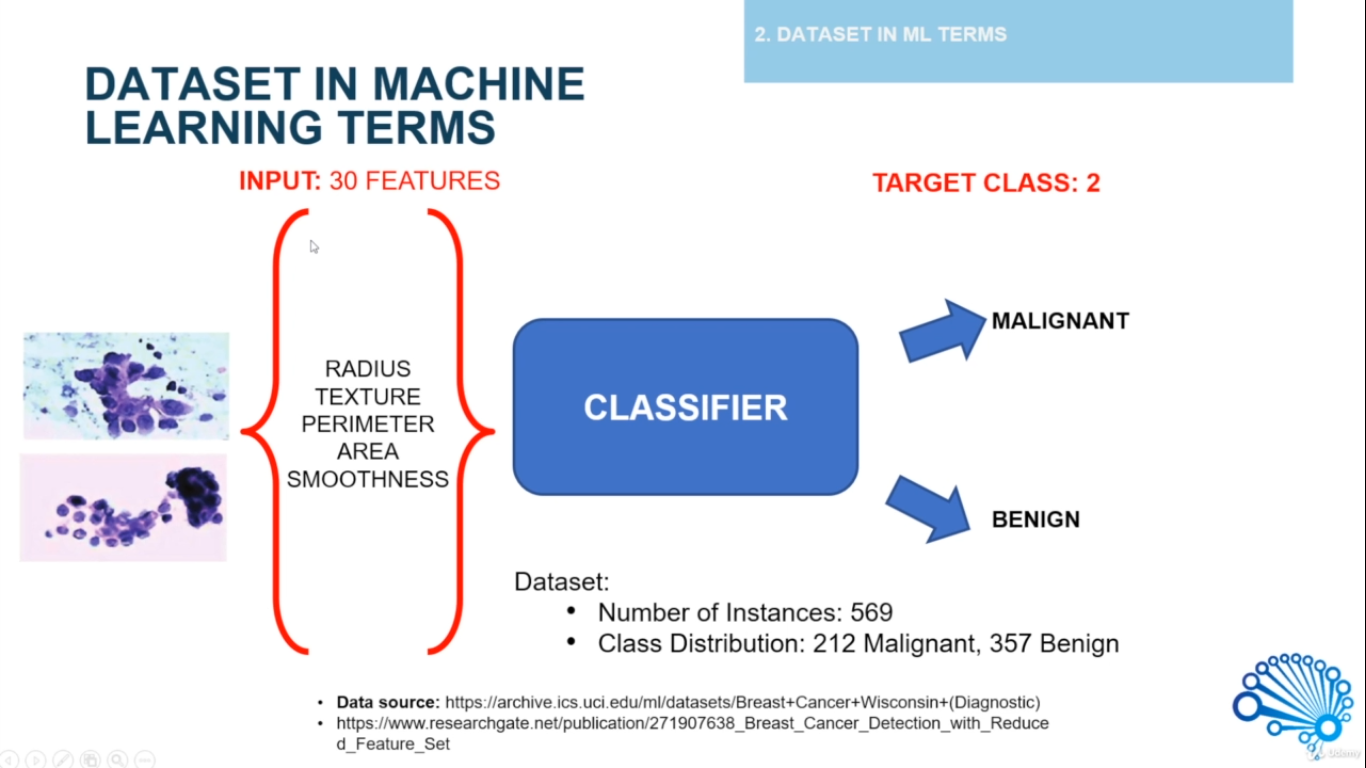 2. DATASET IN ML TERMS
DATASET IN MACHINE
LEARNING TERMS
INPUT: 30 FEATURES
TARGET CLASS: 2
RADIUS
TEXTURE
PERIMETER
AREA
SMOOTHNESS
CLASSIFIER
MALIGNANT
BENIGN
Dataset:
• Number of Instances: 569
• Class Distribution: 212 Malignant, 357 Benign
• Data source: https://archive.ics.uci.edu/ml/datasets/Breast+Cancer+Wisconsin+(Diagnostic)
• https://www.researchgate.net/publication/271907638_Breast_Cancer_Detection_with_Reduce
d_Feature_Set
Udemy